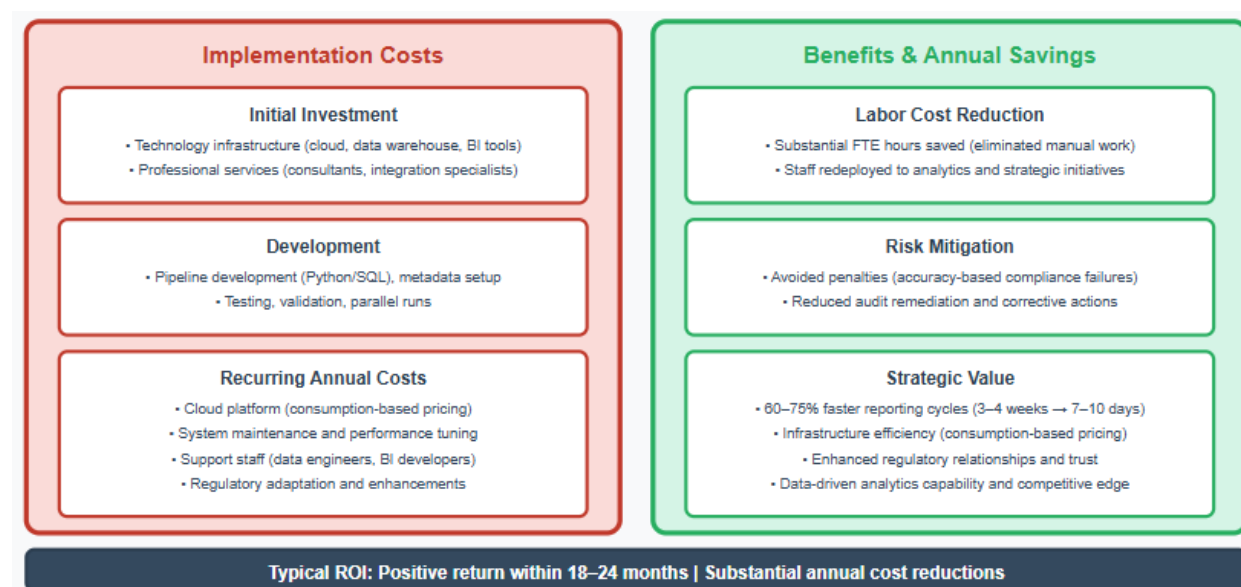 Implementation Costs
Initial Investment
▪ Technology infrastructure (cloud, data warehouse, BI tools)
▪ Professional services (consultants, integration specialists)
Development
▪ Pipeline development (Python/SQL), metadata setup
▪ Testing, validation, parallel runs
Recurring Annual Costs
▪ Cloud platform (consumption-based pricing)
▪ System maintenance and performance tuning
▪ Support staff (data engineers, BI developers)
▪ Regulatory adaptation and enhancements
Benefits & Annual Savings
Labor Cost Reduction
▪ Substantial FTE hours saved (eliminated manual work)
▪ Staff redeployed to analytics and strategic initiatives
Risk Mitigation
▪ Avoided penalties (accuracy-based compliance failures)
▪ Reduced audit remediation and corrective actions
Strategic Value
▪ 60–75% faster reporting cycles (3–4 weeks → 7–10 days)
▪ Infrastructure efficiency (consumption-based pricing)
▪ Enhanced regulatory relationships and trust
▪ Data-driven analytics capability and competitive edge
Typical ROI: Positive return within 18–24 months | Substantial annual cost reductions